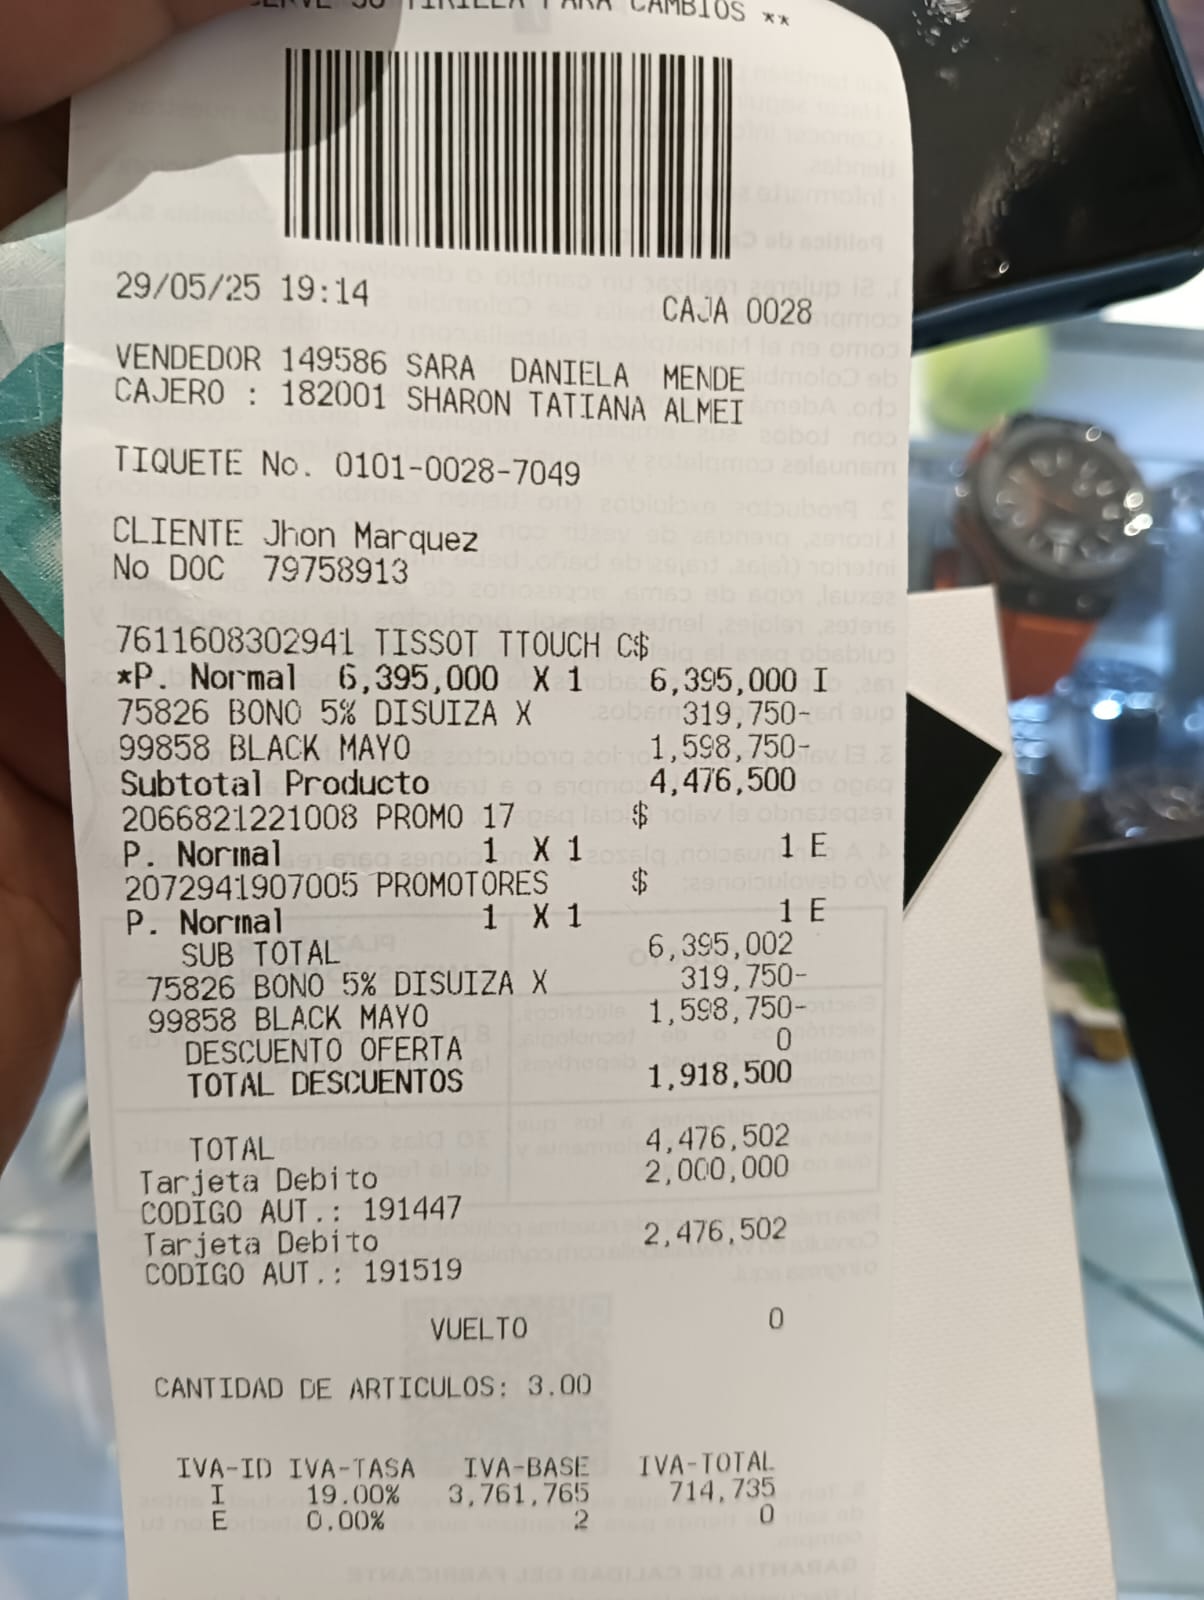 TIRILLA PARA CAMBIOS **
29/05/25 19:14 CAJA 0028
VENDEDOR 149586 SARA DANIELA MENDE
CAJERO : 182001 SHARON TATIANA ALMEI
TIQUETE No. 0101-0028-7049
CLIENTE Jhon Marquez
No DOC 79758913
7611608302941 TISSOT TTOUCH C$
*P. Normal 6,395,000 X 1 6,395,000 I
75826 BONO 5% DISUIZA X 319,750-
99858 BLACK MAYO 1,598,750-
Subtotal Producto 4,476,500
2066821221008 PROMO 17 $
P. Normal 1 X 1 1 E
2072941907005 PROMOTORES $
P. Normal 1 X 1 1 E
SUB TOTAL 6,395,002
75826 BONO 5% DISUIZA X 319,750-
99858 BLACK MAYO 1,598,750-
DESCUENTO OFERTA 0
TOTAL DESCUENTOS 1,918,500
TOTAL 4,476,502
Tarjeta Debito 2,000,000
CODIGO AUT.: 191447
Tarjeta Debito 2,476,502
CODIGO AUT.: 191519
VUELTO 0
CANTIDAD DE ARTICULOS: 3.00
IVA-ID IVA-TASA IVA-BASE IVA-TOTAL
I 19.00% 3,761,765 714,735
E 0.00% 2 0